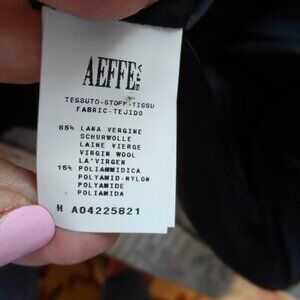 AEFFE SPA
TESSUTO-STOFF-TISSU
FABRIC-TEJIDO
85% LANA VERGINE
SCHURWOLLE
LAINE VIERGE
VIRGIN WOOL
LA'VIRGEN
15% POLIAMMIDICA
POLYAMID-NYLON
POLYAMIDE
POLIAMIDA
H A04225821